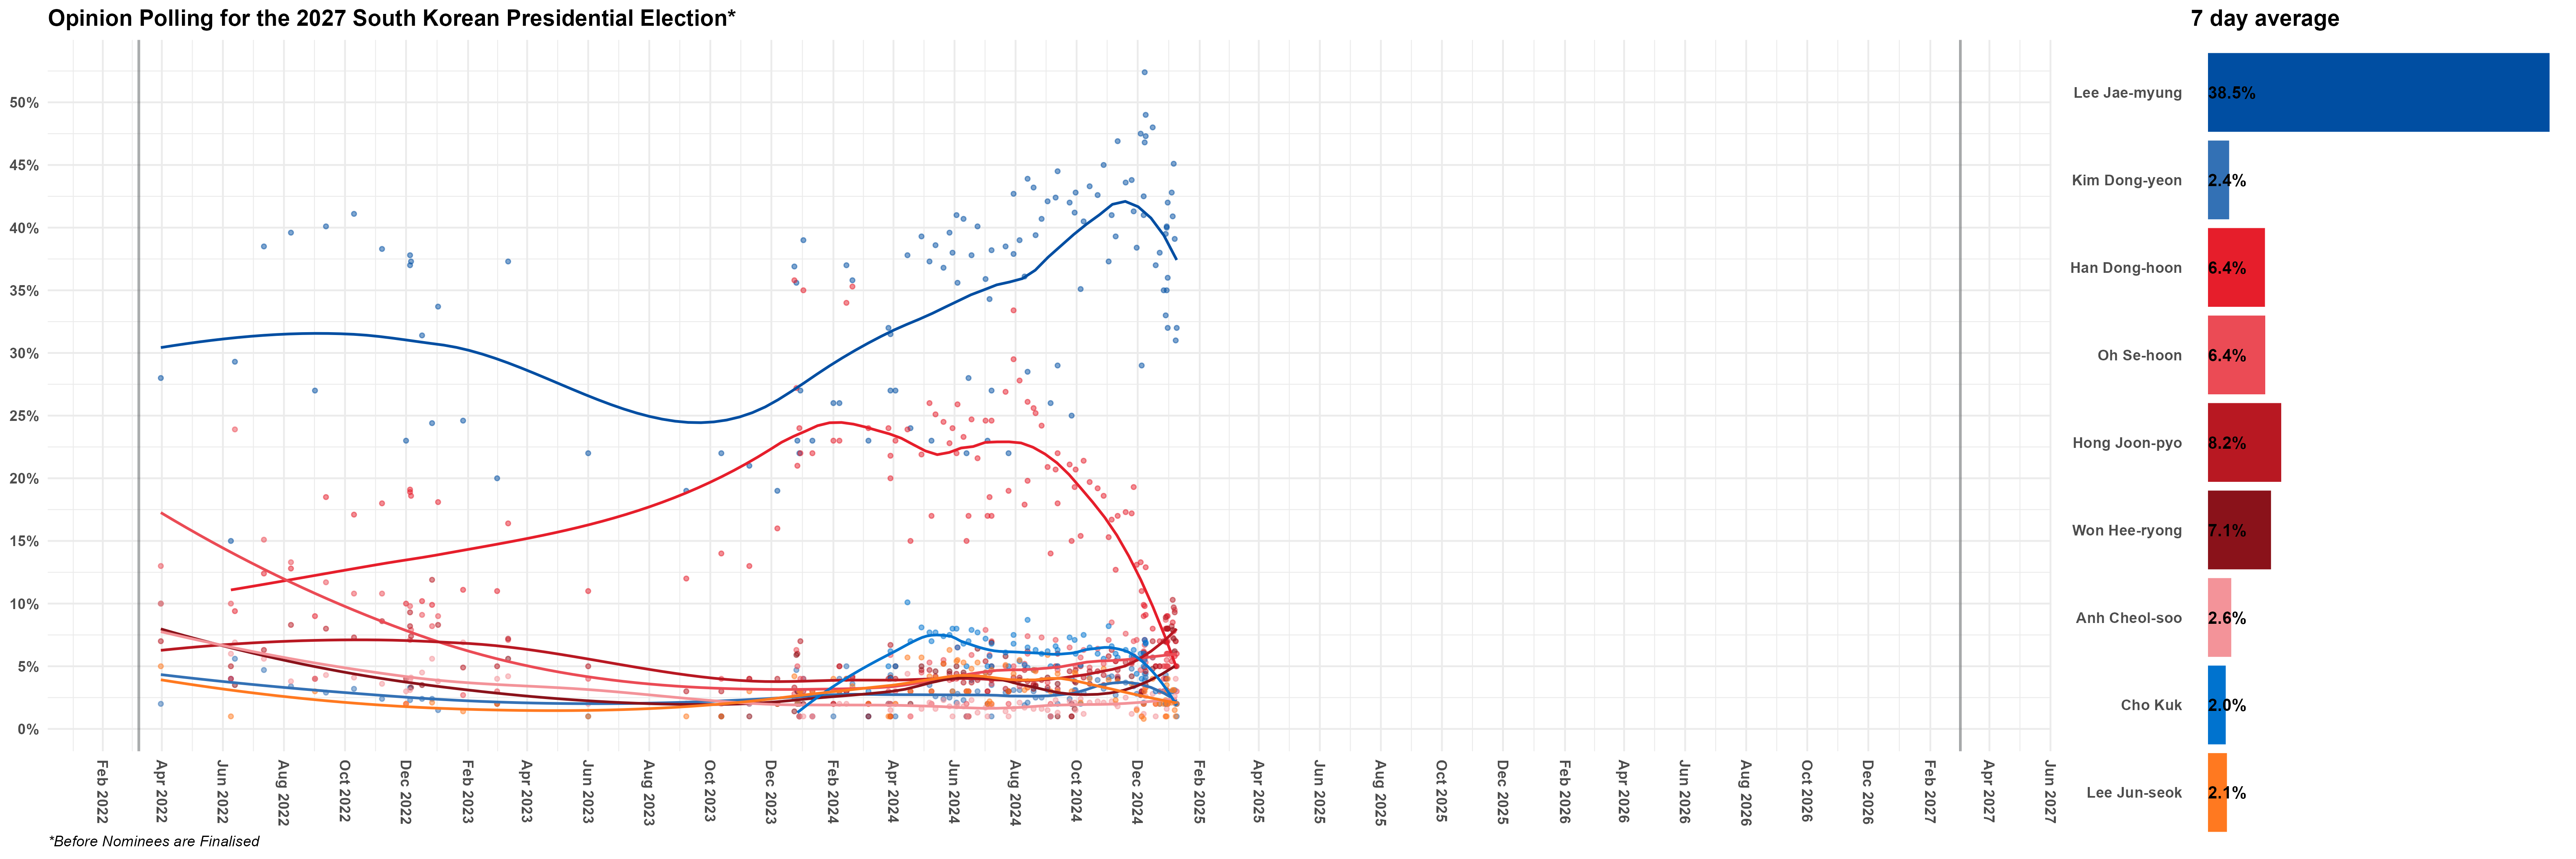 Opinion Polling for the 2027 South Korean Presidential Election*
7 day average
50%
45%
40%
35%
30%
25%
20%
15%
10%
5%
0%
Feb 2022
Apr 2022
Jun 2022
Aug 2022
Oct 2022
Dec 2022
Feb 2023
Apr 2023
Jun 2023
Aug 2023
Oct 2023
Dec 2023
Feb 2024
Apr 2024
Jun 2024
Aug 2024
Oct 2024
Dec 2024
Feb 2025
Apr 2025
Jun 2025
Aug 2025
Oct 2025
Dec 2025
Feb 2026
Apr 2026
Jun 2026
Aug 2026
Oct 2026
Dec 2026
Feb 2027
Apr 2027
Jun 2027
Lee Jae-myung 38.5%
Kim Dong-yeon 2.4%
Han Dong-hoon 6.4%
Oh Se-hoon 6.4%
Hong Joon-pyo 8.2%
Won Hee-ryong 7.1%
Anh Cheol-soo 2.6%
Cho Kuk 2.0%
Lee Jun-seok 2.1%
*Before Nominees are Finalised